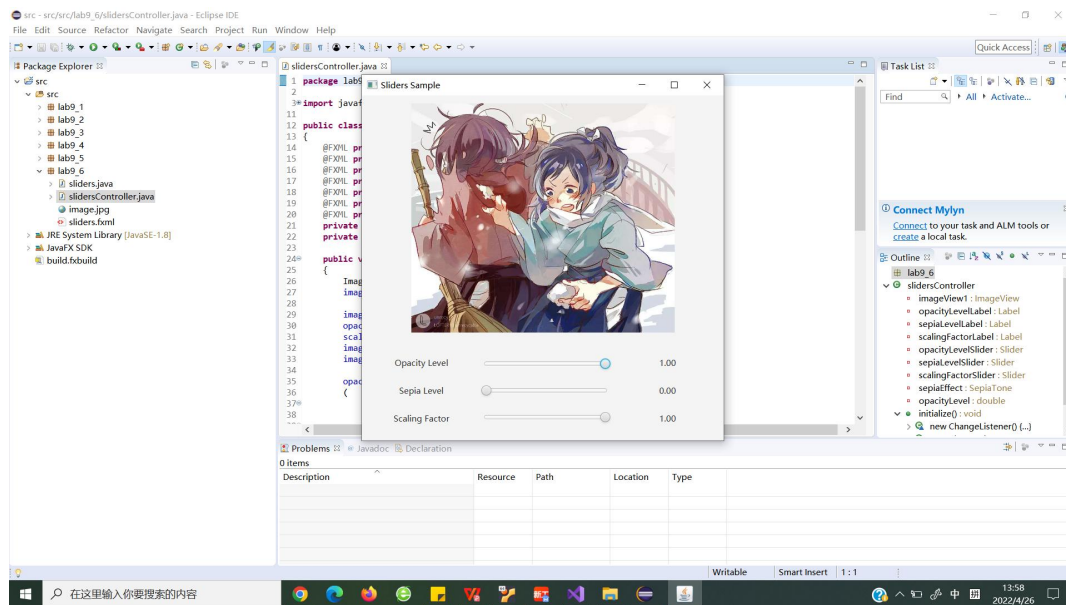 src - src/src/lab9_6/slidersController.java - Eclipse IDE
File Edit Source Refactor Navigate Search Project Run Window Help
Quick Access
Package Explorer
src
src
lab9_1
lab9_2
lab9_3
lab9_4
lab9_5
lab9_6
sliders.java
slidersController.java
image.jpg
sliders.fxml
JRE System Library [JavaSE-1.8]
JavaFX SDK
build.fxbuild
slidersController.java
1 package lab9
2
3 import javaf
11
12 public class
13 {
14 @FXML pr
15 @FXML pr
16 @FXML pr
17 @FXML pr
18 @FXML pr
19 @FXML pr
20 @FXML pr
21 private
22 private
23
24 public v
25 {
26 Imag
27 imag
28
29 imag
30 opac
31 scal
32 imag
33 imag
34
35 opac
36 (
37
38
Sliders Sample
Opacity Level 1.00
Sepia Level 0.00
Scaling Factor 1.00
Task List
Find All Activate...
Connect Mylyn
Connect to your task and ALM tools or
create a local task.
Outline
lab9_6
slidersController
imageView1 : ImageView
opacityLevelLabel : Label
sepiaLevelLabel : Label
scalingFactorLabel : Label
opacityLevelSlider : Slider
sepiaLevelSlider : Slider
scalingFactorSlider : Slider
sepiaEffect : SepiaTone
opacityLevel : double
initialize() : void
new ChangeListener() {...}
Problems Javadoc Declaration
0 items
Description Resource Path Location Type
Writable Smart Insert 1 : 1
在这里输入你要搜索的内容
中
13:58
2022/4/26